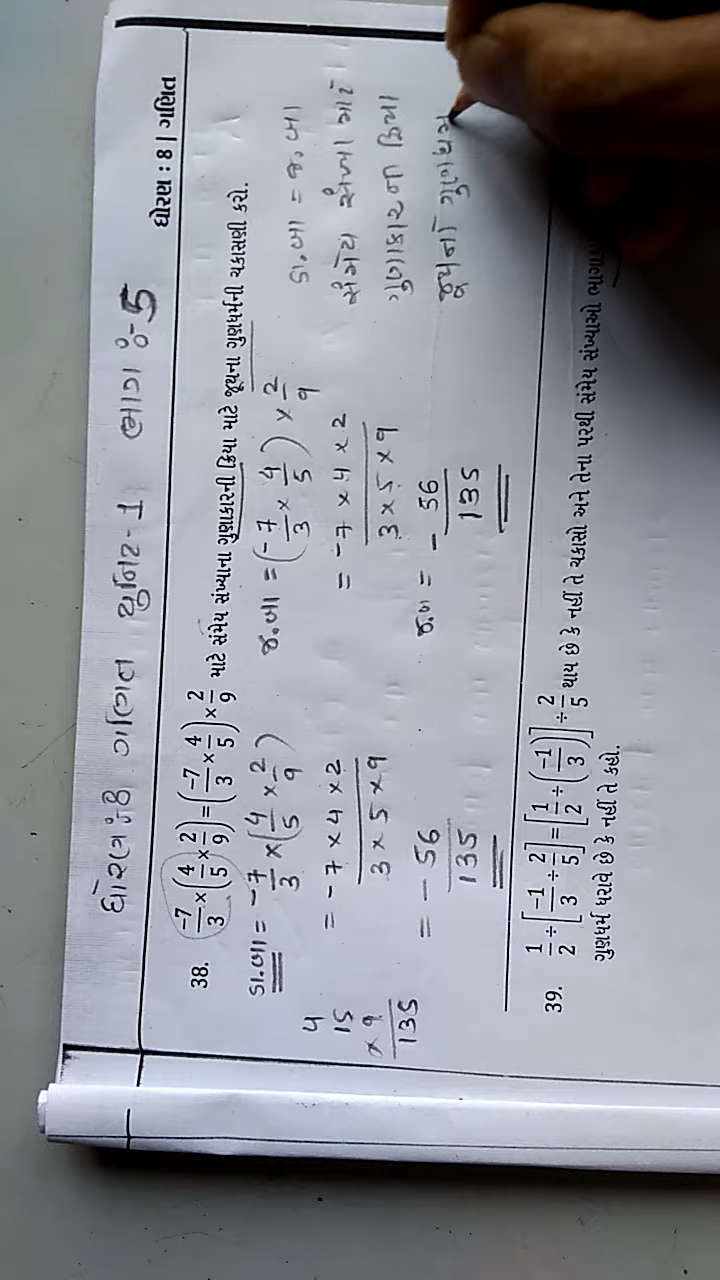 ધોરણ : 8 | ગણિત
ધોરણઃ8 ગણિત યુનિટ-1 ભાગઃ-5
38. -7/3 × (4/5 × 2/9) = (-7/3 × 4/5) × 2/9 માટે સંમેય સંખ્યાના ગુણાકારની ક્રિયા માટે જૂથના ગુણધર્મની ચકાસણી કરો.
ડા.બા = -7/3 × (4/5 × 2/9)
= -7 × 4 × 2 / 3 × 5 × 9
= -56/135
4
15
× 9
135
જ.બા = (-7/3 × 4/5) × 2/9
= -7 × 4 × 2 / 3 × 5 × 9
જ.બ = -56/135
ડા.બા = જ.બા
સંમેય સંખ્યા માટે
ગુણાકારના ક્રિયા
જૂથનો ગુણધર્મ
39. 1/2 ÷ [-1/3 ÷ 2/5] = [1/2 ÷ (-1/3)] ÷ 2/5 થાય છે કે નહીં તે ચકાસો અને તેના પરથી સંમેય સંખ્યાઓ
ગુણધર્મ ધરાવે છે કે નહીં તે કહો.